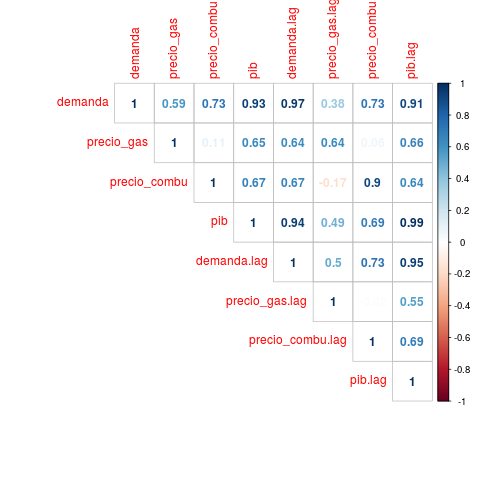 demanda precio_gas precio_combu pib demanda.lag precio_gas.lag precio_combu pib.lag
demanda 1 0.59 0.73 0.93 0.97 0.38 0.73 0.91
precio_gas 1 0.11 0.65 0.64 0.64 0.06 0.66
precio_combu 1 0.67 0.67 -0.17 0.9 0.64
pib 1 0.94 0.49 0.69 0.99
demanda.lag 1 0.5 0.73 0.95
precio_gas.lag 1 0.55
precio_combu.lag 1 0.69
pib.lag 1
1
0.8
0.6
0.4
0.2
0
-0.2
-0.4
-0.6
-0.8
-1